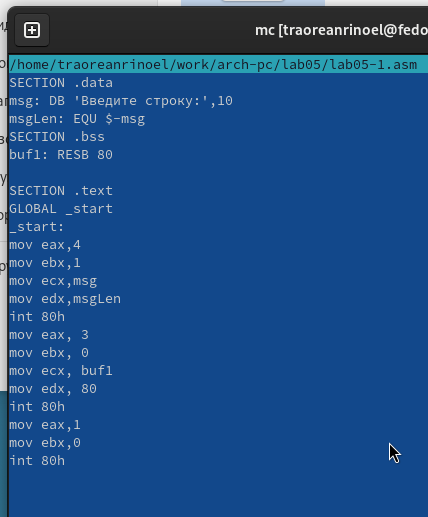 mc [traoreanrinoel@fedo
/home/traoreanrinoel/work/arch-pc/lab05/lab05-1.asm
SECTION .data
msg: DB 'Введите строку:',10
msgLen: EQU $-msg
SECTION .bss
buf1: RESB 80
SECTION .text
GLOBAL _start
_start:
mov eax,4
mov ebx,1
mov ecx,msg
mov edx,msgLen
int 80h
mov eax, 3
mov ebx, 0
mov ecx, buf1
mov edx, 80
int 80h
mov eax,1
mov ebx,0
int 80h